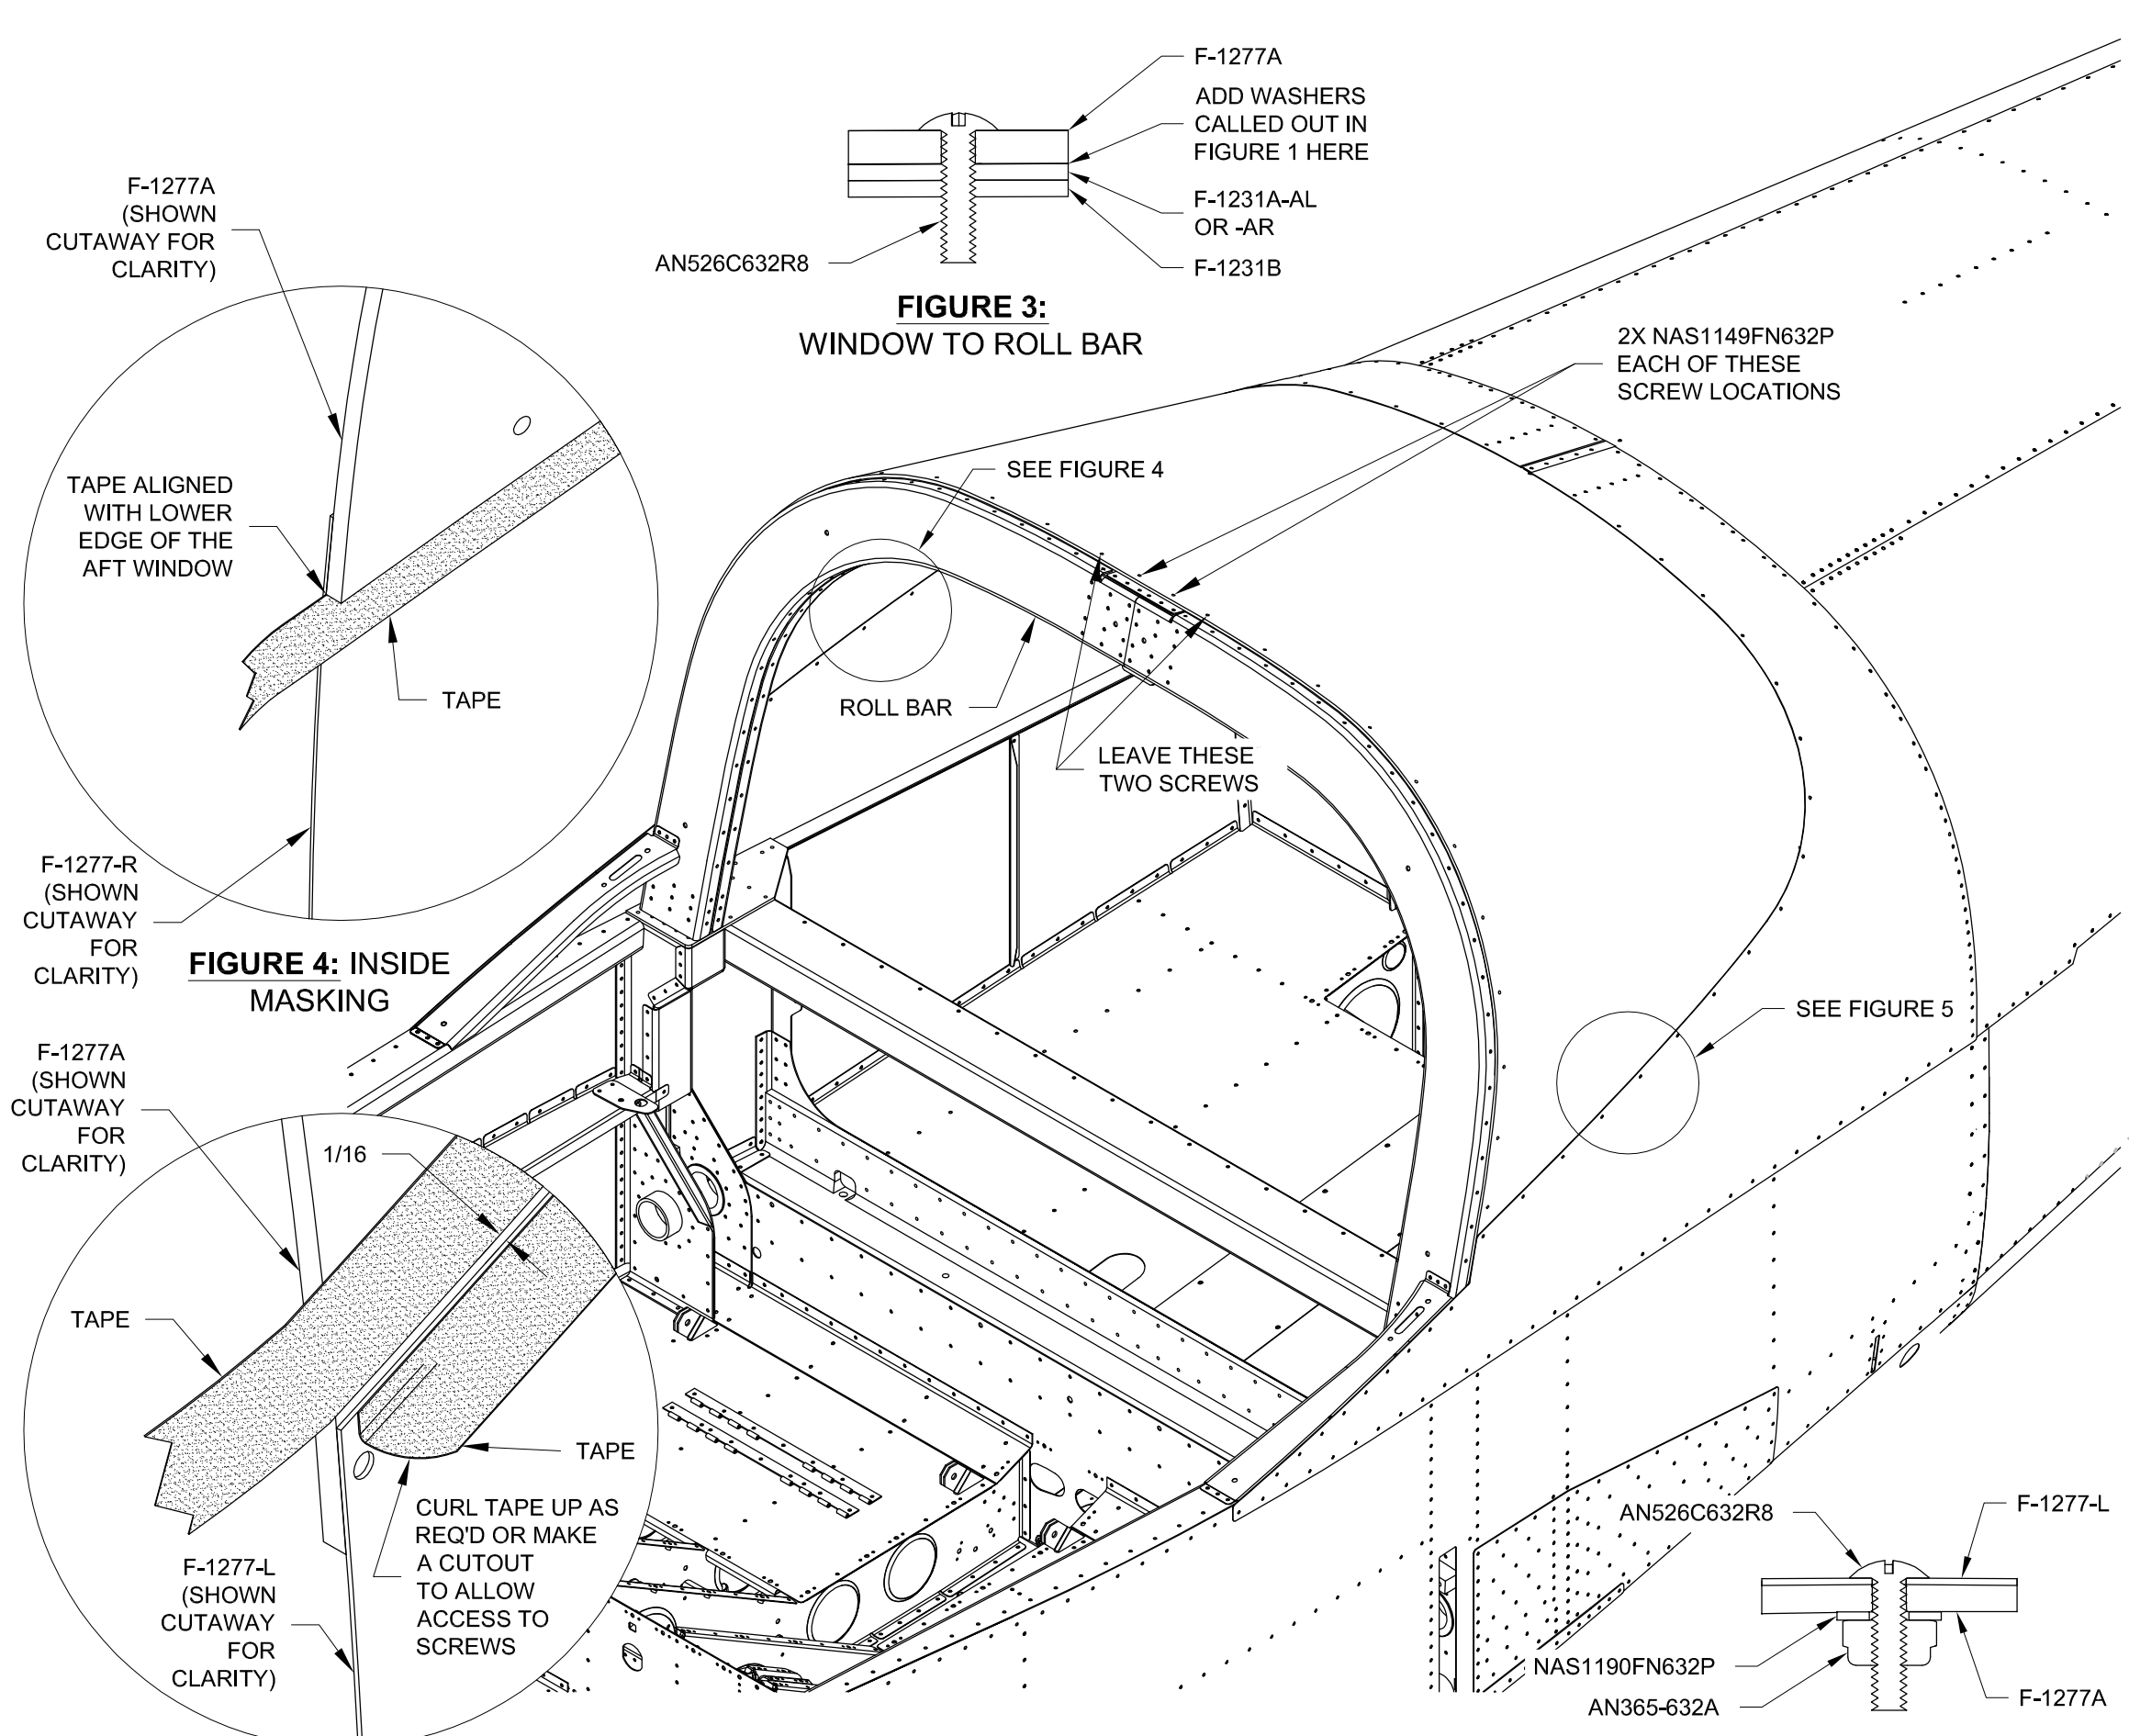 F-1277A
ADD WASHERS
CALLED OUT IN
FIGURE 1 HERE
F-1231A-AL
OR -AR
F-1231B
AN526C632R8
FIGURE 3:
WINDOW TO ROLL BAR
F-1277A
(SHOWN
CUTAWAY FOR
CLARITY)
TAPE ALIGNED
WITH LOWER
EDGE OF THE
AFT WINDOW
TAPE
F-1277-R
(SHOWN
CUTAWAY
FOR
CLARITY)
FIGURE 4: INSIDE
MASKING
2X NAS1149FN632P
EACH OF THESE
SCREW LOCATIONS
SEE FIGURE 4
ROLL BAR
LEAVE THESE
TWO SCREWS
SEE FIGURE 5
F-1277A
(SHOWN
CUTAWAY
FOR
CLARITY)
1/16
TAPE
TAPE
CURL TAPE UP AS
REQ'D OR MAKE
A CUTOUT
TO ALLOW
ACCESS TO
SCREWS
F-1277-L
(SHOWN
CUTAWAY
FOR
CLARITY)
AN526C632R8
F-1277-L
NAS1190FN632P
AN365-632A
F-1277A